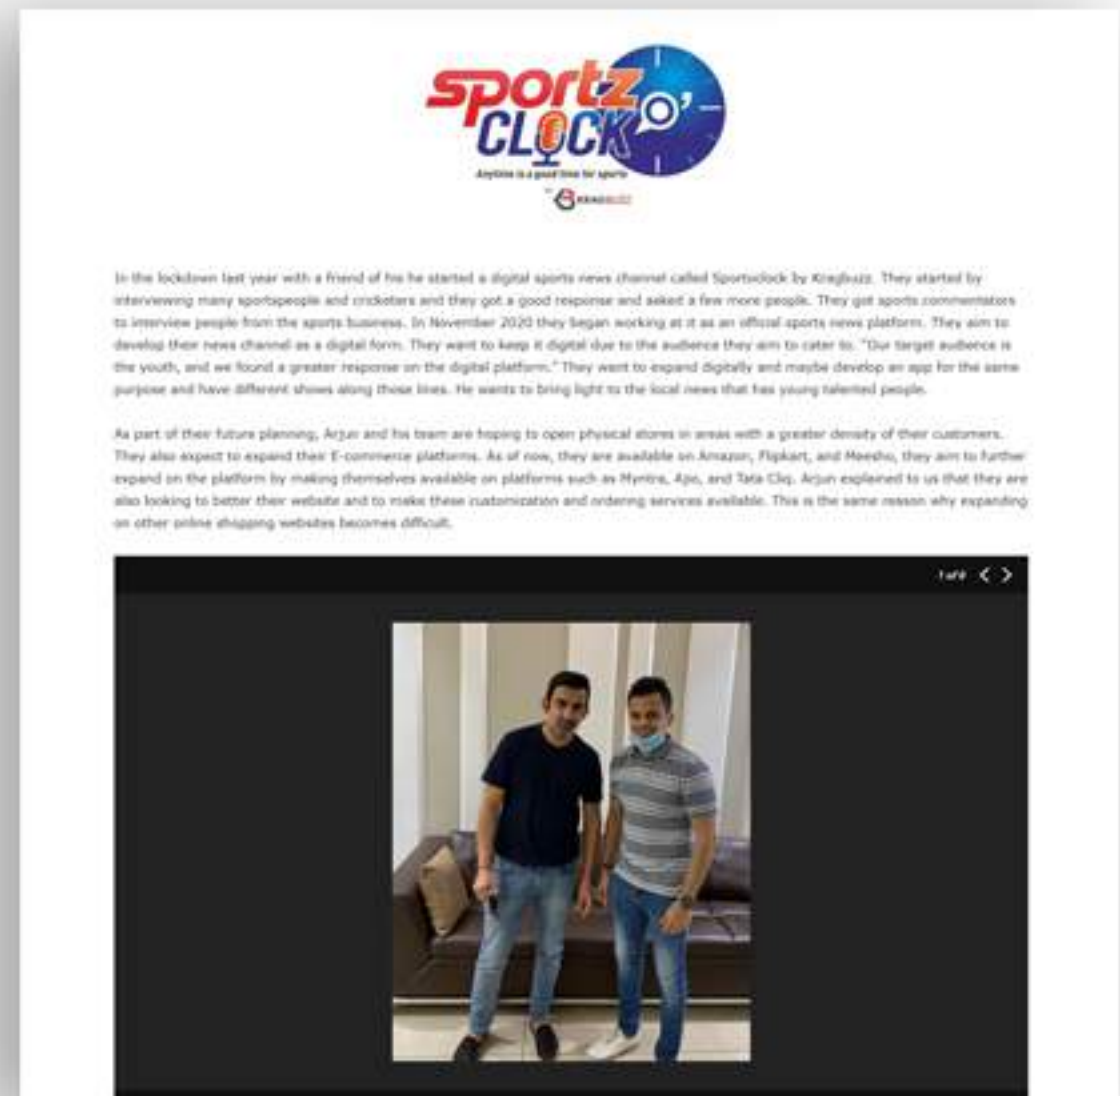 sportz
CLOCK
Anytime is a good time for sports
BY
KRAGBUZZ
In the lockdown last year with a friend of his he started a digital sports news channel called Sportsclock by Kragbuzz. They started by
interviewing many sportspeople and cricketers and they got a good response and asked a few more people. They got sports commentators
to interview people from the sports business. In November 2020 they began working at it as an official sports news platform. They aim to
develop their news channel as a digital form. They want to keep it digital due to the audience they aim to cater to. "Our target audience is
the youth, and we found a greater response on the digital platform." They want to expand digitally and maybe develop an app for the same
purpose and have different shows along those lines. He wants to bring light to the local news that has young talented people.
As part of their future planning, Arjun and his team are hoping to open physical stores in areas with a greater density of their customers.
They also expect to expand their E-commerce platforms. As of now, they are available on Amazon, Flipkart, and Meesho, they aim to further
expand on the platform by making themselves available on platforms such as Myntra, Ajio, and Tata Cliq. Arjun explained to us that they are
also looking to better their website and to make these customization and ordering services available. This is the same reason why expanding
on other online shopping websites becomes difficult.
1 of